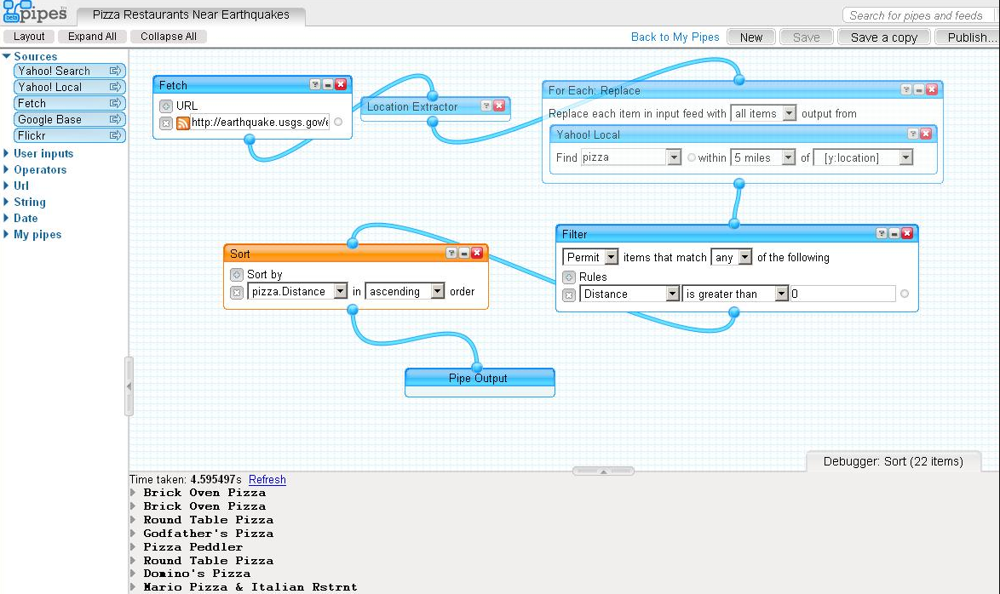 pipes
beta
Pizza Restaurants Near Earthquakes
Search for pipes and feeds
Layout
Expand All
Collapse All
Back to My Pipes
New
Save
Save a copy
Publish...
Sources
Yahoo! Search
Yahoo! Local
Fetch
Google Base
Flickr
User inputs
Operators
Url
String
Date
My pipes
Fetch
URL
http://earthquake.usgs.gov/e
Location Extractor
For Each: Replace
Replace each item in input feed with all items output from
Yahoo! Local
Find pizza within 5 miles of [y:location]
Sort
Sort by
pizza.Distance in ascending order
Filter
Permit items that match any of the following
Rules
Distance is greater than 0
Pipe Output
Debugger: Sort (22 items)
Time taken: 4.595497s Refresh
Brick Oven Pizza
Brick Oven Pizza
Round Table Pizza
Godfather's Pizza
Pizza Peddler
Round Table Pizza
Domino's Pizza
Mario Pizza & Italian Rstrnt